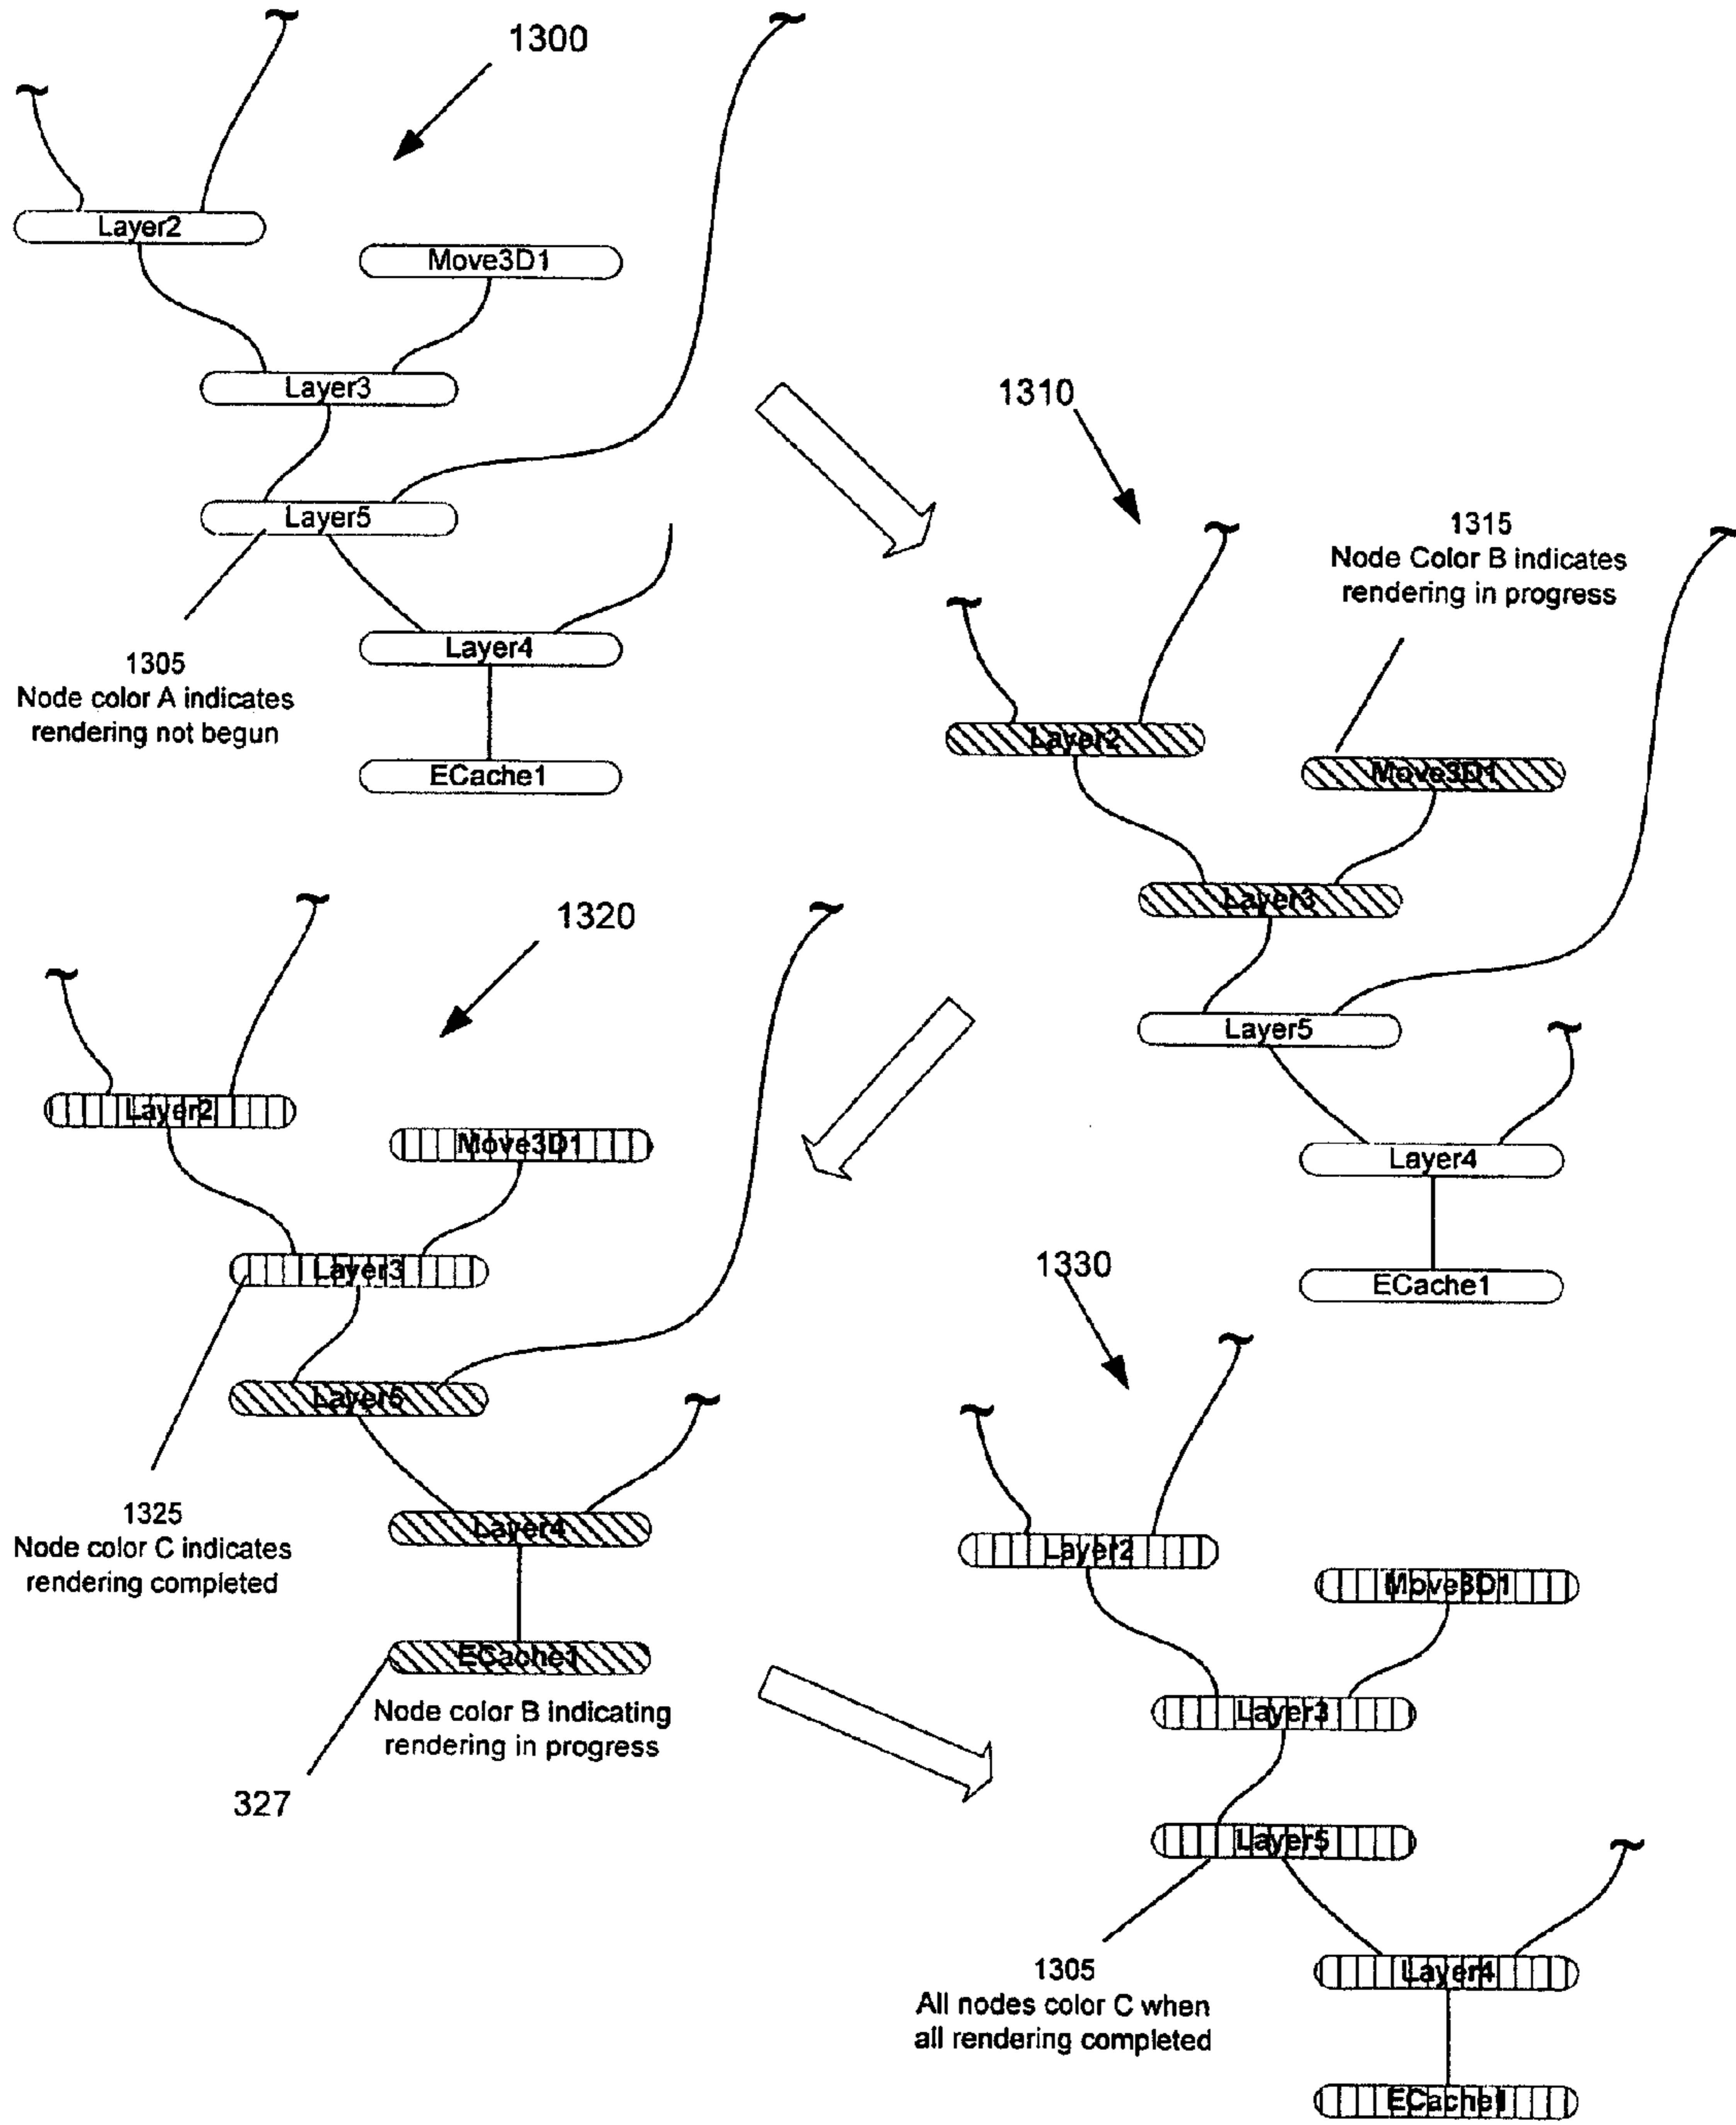 1300
Layer2
Move3D1
Layer3
Layer5
1305
Node color A indicates
rendering not begun
Layer4
ECache1
1310
1315
Node Color B indicates
rendering in progress
Layer2
Move3D1
Layer3
Layer5
Layer4
ECache1
1320
Layer2
Move3D1
Layer3
Layer5
1325
Node color C indicates
rendering completed
Layer4
ECache1
Node color B indicating
rendering in progress
327
1330
Layer2
Move3D1
Layer3
Layer5
1305
All nodes color C when
all rendering completed
Layer4
ECache1